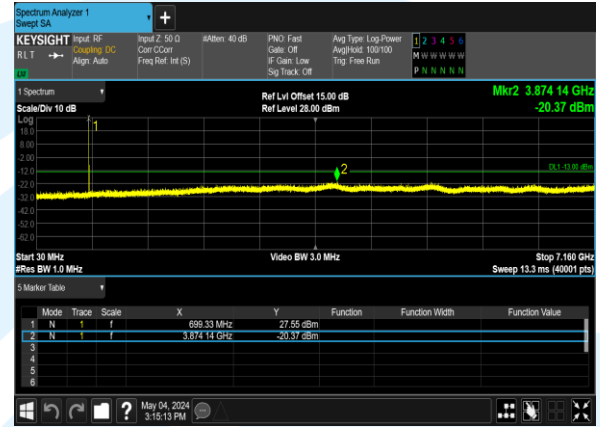 Spectrum Analyzer 1
Swept SA
+
KEYSIGHT Input: RF Input Z: 50 Ω #Atten: 40 dB PNO: Fast Avg Type: Log-Power 1 2 3 4 5 6
RLT Coupling: DC Corr CCorr Gate: Off Avg|Hold: 100/100 M W W W W W
Align: Auto Freq Ref: Int (S) IF Gain: Low Trig: Free Run P N N N N N
Sig Track: Off
1 Spectrum Ref Lvl Offset 15.00 dB Mkr2 3.874 14 GHz
Scale/Div 10 dB Ref Level 28.00 dBm -20.37 dBm
Log
1
18.0
8.00
-2.00
-12.0 2 DL1 -13.00 dBm
-22.0
-32.0
-42.0
-52.0
-62.0
Start 30 MHz Video BW 3.0 MHz Stop 7.160 GHz
#Res BW 1.0 MHz Sweep 13.3 ms (40001 pts)
5 Marker Table
Mode Trace Scale X Y Function Function Width Function Value
1 N 1 f 699.33 MHz 27.55 dBm
2 N 1 f 3.874 14 GHz -20.37 dBm
3
4
5
6
? May 04, 2024
3:15:13 PM